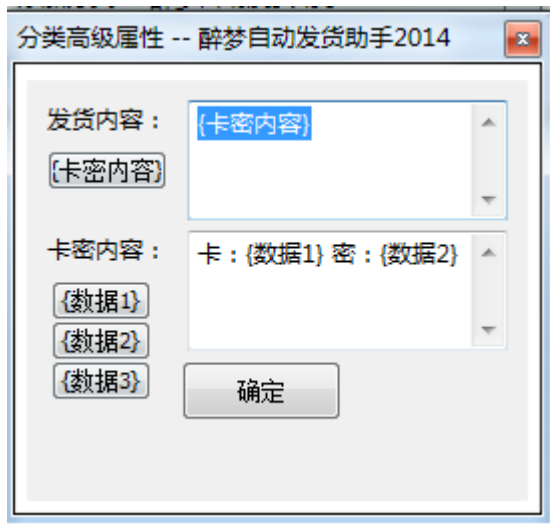 分类高级属性 -- 醉梦自动发货助手2014
发货内容：
{卡密内容}
{卡密内容}
卡密内容：
卡：{数据1} 密：{数据2}
{数据1}
{数据2}
{数据3}
确定